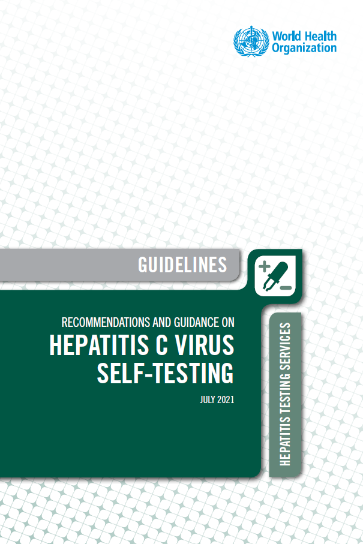 World Health
Organization
GUIDELINES
RECOMMENDATIONS AND GUIDANCE ON
HEPATITIS C VIRUS
SELF-TESTING
JULY 2021
HEPATITIS TESTING SERVICES